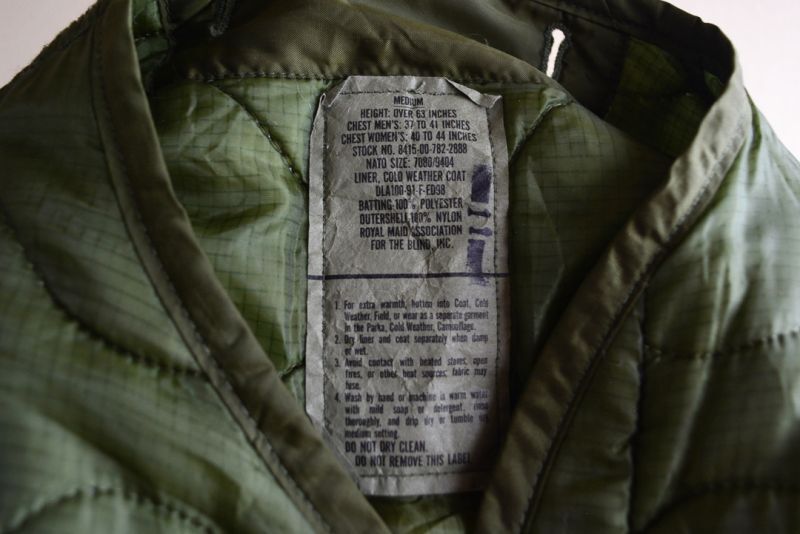 MEDIUM
HEIGHT: OVER 63 INCHES
CHEST MEN'S: 37 TO 41 INCHES
CHEST WOMEN'S: 40 TO 44 INCHES
STOCK NO. 8415-00-782-2888
NATO SIZE: 7080/9404
LINER, COLD WEATHER COAT
DLA100-91-F-ED98
BATTING: 100% POLYESTER
OUTERSHELL, 100% NYLON
ROYAL MAID ASSOCIATION
FOR THE BLIND, INC.
1. For extra warmth, button into Coat, Cold
Weather, Field, or wear as a separate garment
in the Parka, Cold Weather, Camouflage.
2. Dry liner and coat separately when damp
or wet.
3. Avoid contact with heated stoves, open
fires, or other heat sources; fabric may
fuse.
4. Wash by hand or machine in warm water
with mild soap or detergent, rinse
thoroughly, and drip dry or tumble dry,
medium setting.
DO NOT DRY CLEAN.
DO NOT REMOVE THIS LABEL